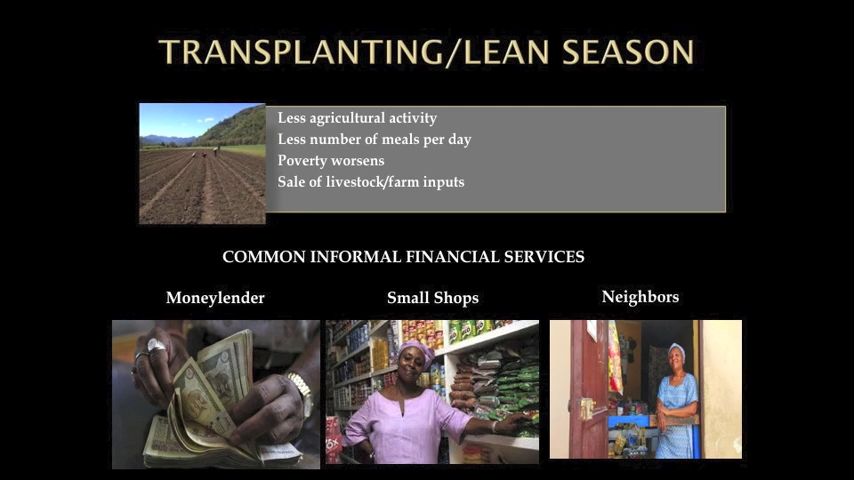 TRANSPLANTING/LEAN SEASON
Less agricultural activity
Less number of meals per day
Poverty worsens
Sale of livestock/farm inputs
COMMON INFORMAL FINANCIAL SERVICES
Moneylender
Small Shops
Neighbors